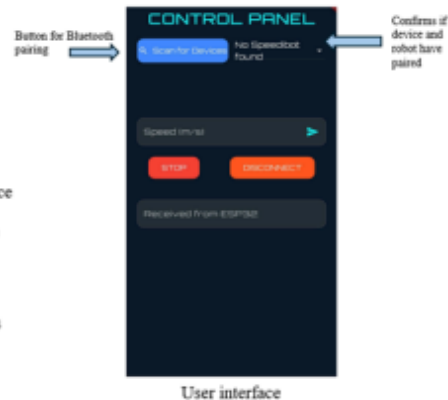 CONTROL PANEL
Button for Bluetooth
pairing
Scan for Devices
No Speedbot
found
Confirms if
device and
robot have
paired
Speed (m/s)
STOP
DISCONNECT
Received from ESP32:
ce
User interface